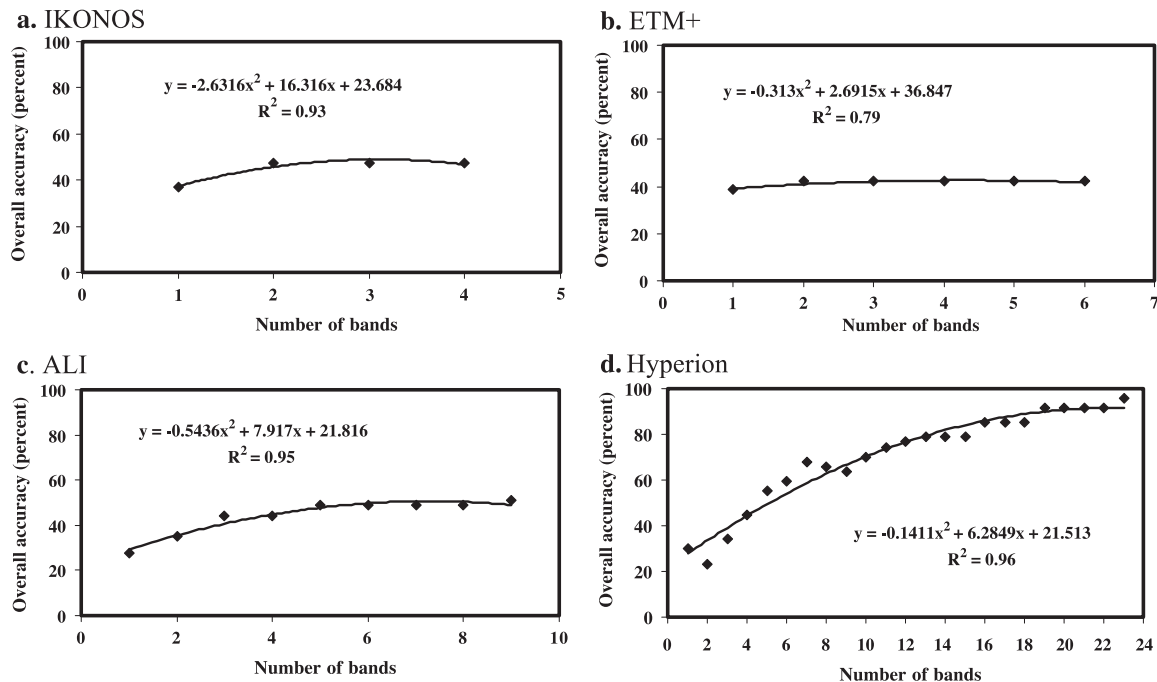 a. IKONOS
100
80
60
40
20
0
0 1 2 3 4 5
Overall accuracy (percent)
Number of bands
y = -2.6316x² + 16.316x + 23.684
R² = 0.93
b. ETM+
100
80
60
40
20
0
0 1 2 3 4 5 6 7
Overall accuracy (percent)
Number of bands
y = -0.313x² + 2.6915x + 36.847
R² = 0.79
c. ALI
100
80
60
40
20
0
0 2 4 6 8 10
Overall accuracy (percent)
Number of bands
y = -0.5436x² + 7.917x + 21.816
R² = 0.95
d. Hyperion
100
80
60
40
20
0
0 2 4 6 8 10 12 14 16 18 20 22 24
Overall accuracy (percent)
Number of bands
y = -0.1411x² + 6.2849x + 21.513
R² = 0.96